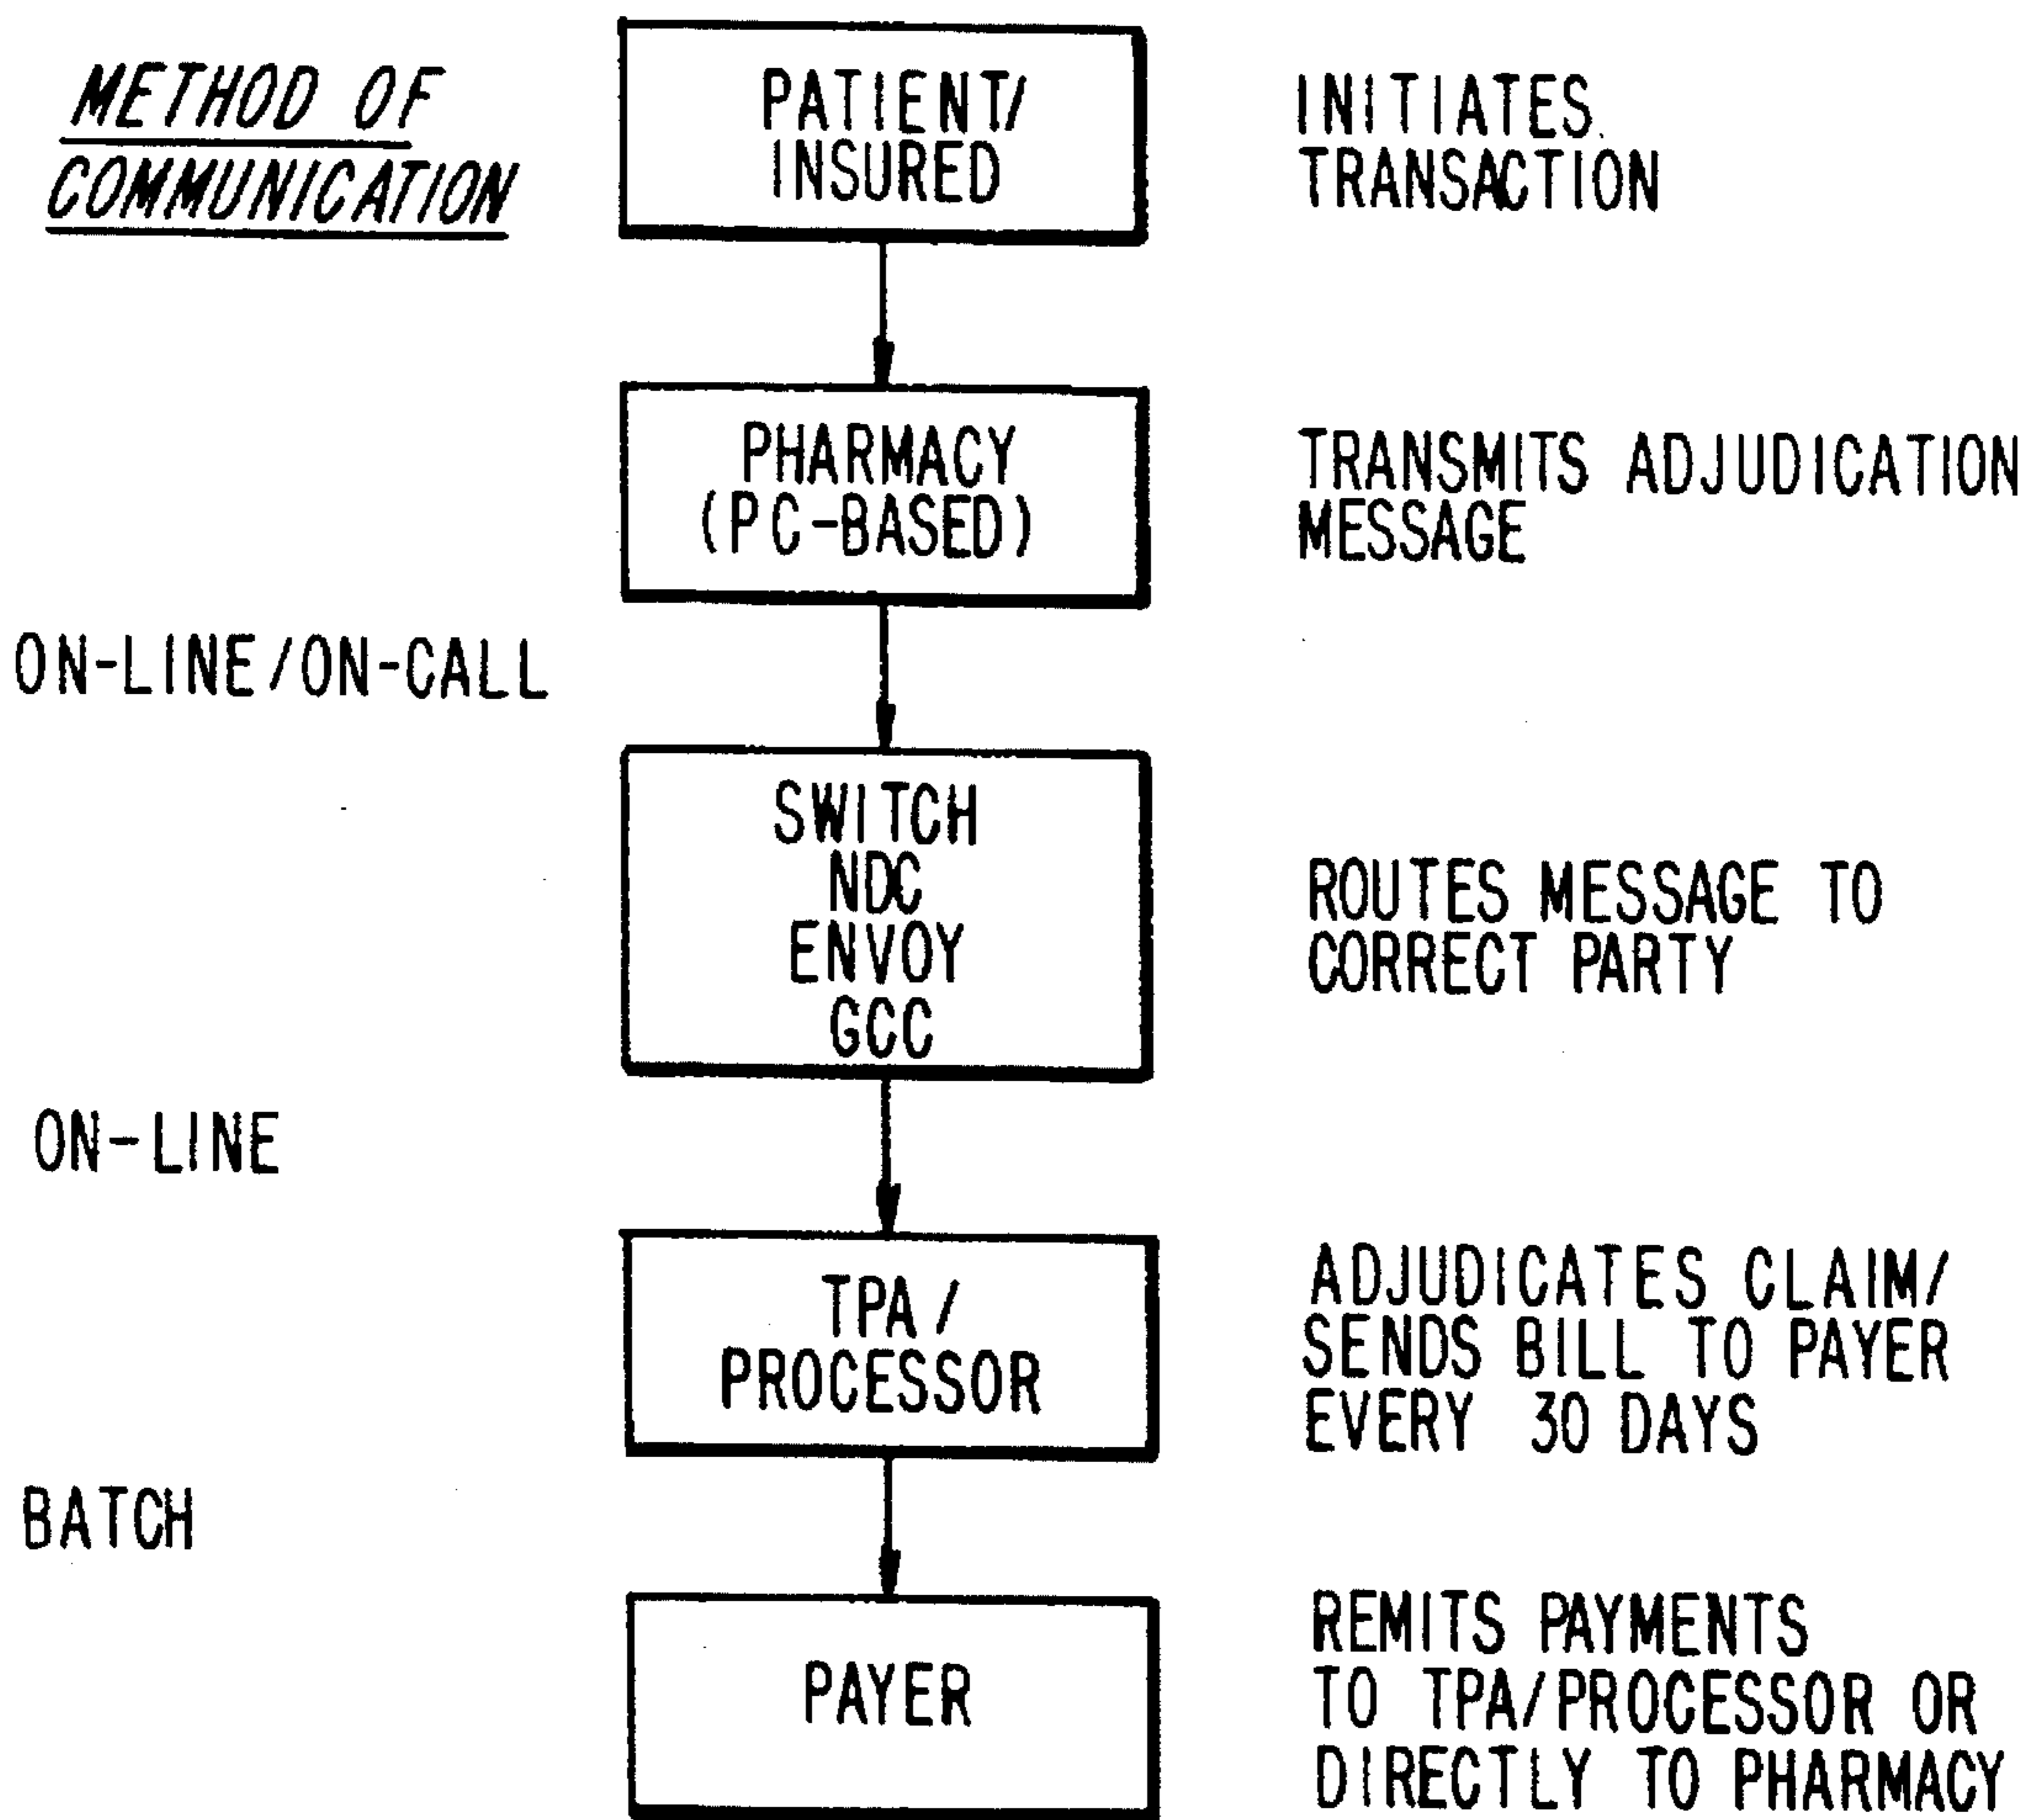 METHOD OF
COMMUNICATION
PATIENT/
INSURED
INITIATES
TRANSACTION
PHARMACY
(PC-BASED)
TRANSMITS ADJUDICATION
MESSAGE
ON-LINE/ON-CALL
SWITCH
NDC
ENVOY
GCC
ROUTES MESSAGE TO
CORRECT PARTY
ON-LINE
TPA/
PROCESSOR
ADJUDICATES CLAIM/
SENDS BILL TO PAYER
EVERY 30 DAYS
BATCH
PAYER
REMITS PAYMENTS
TO TPA/PROCESSOR OR
DIRECTLY TO PHARMACY